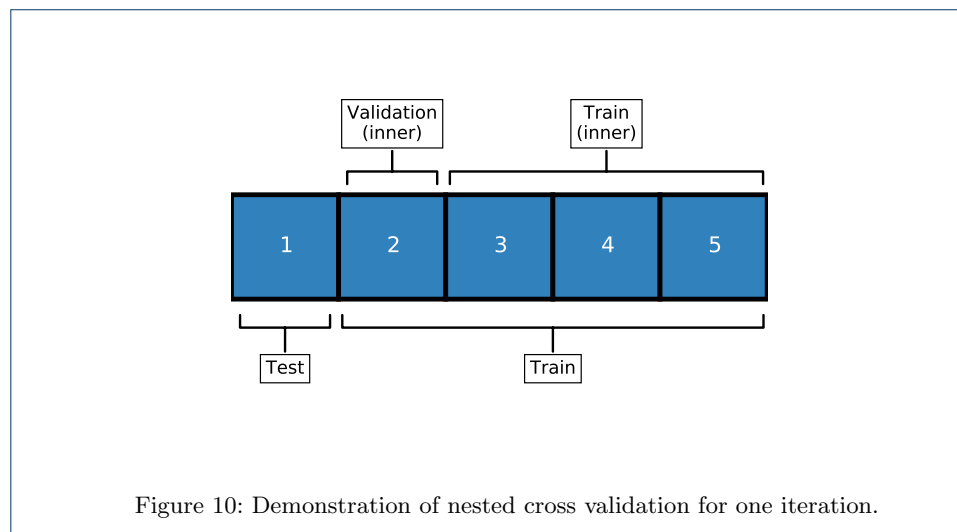 Validation
(inner)
Train
(inner)
1
2
3
4
5
Test
Train
Figure 10: Demonstration of nested cross validation for one iteration.